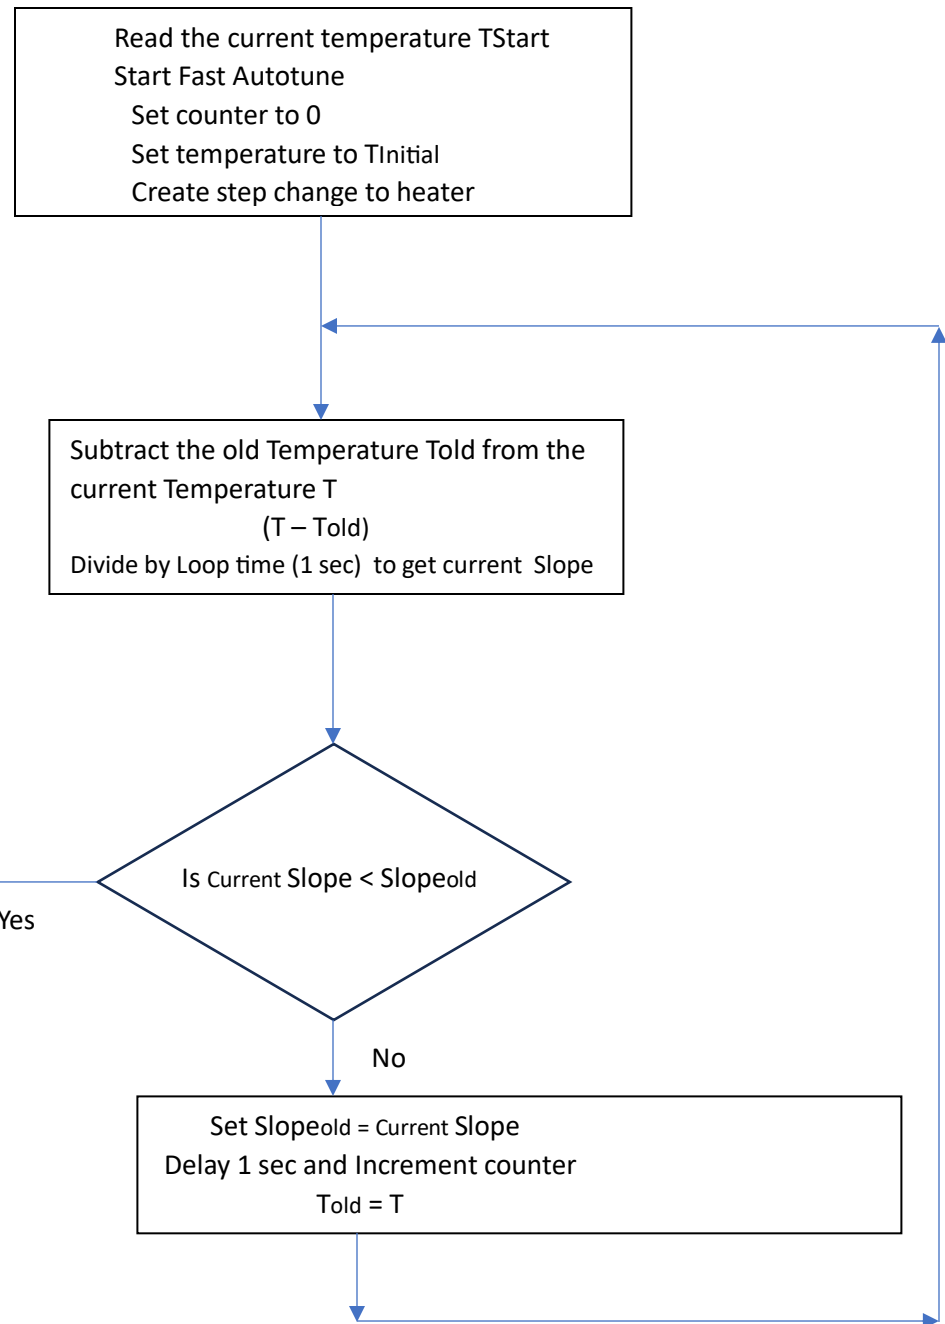 Read the current temperature TStart
Start Fast Autotune
Set counter to 0
Set temperature to TInitial
Create step change to heater
Subtract the old Temperature Told from the
current Temperature T
(T – Told)
Divide by Loop time (1 sec) to get current Slope
Is Current Slope < Slopeold
Yes
No
Set Slopeold = Current Slope
Delay 1 sec and Increment counter
Told = T